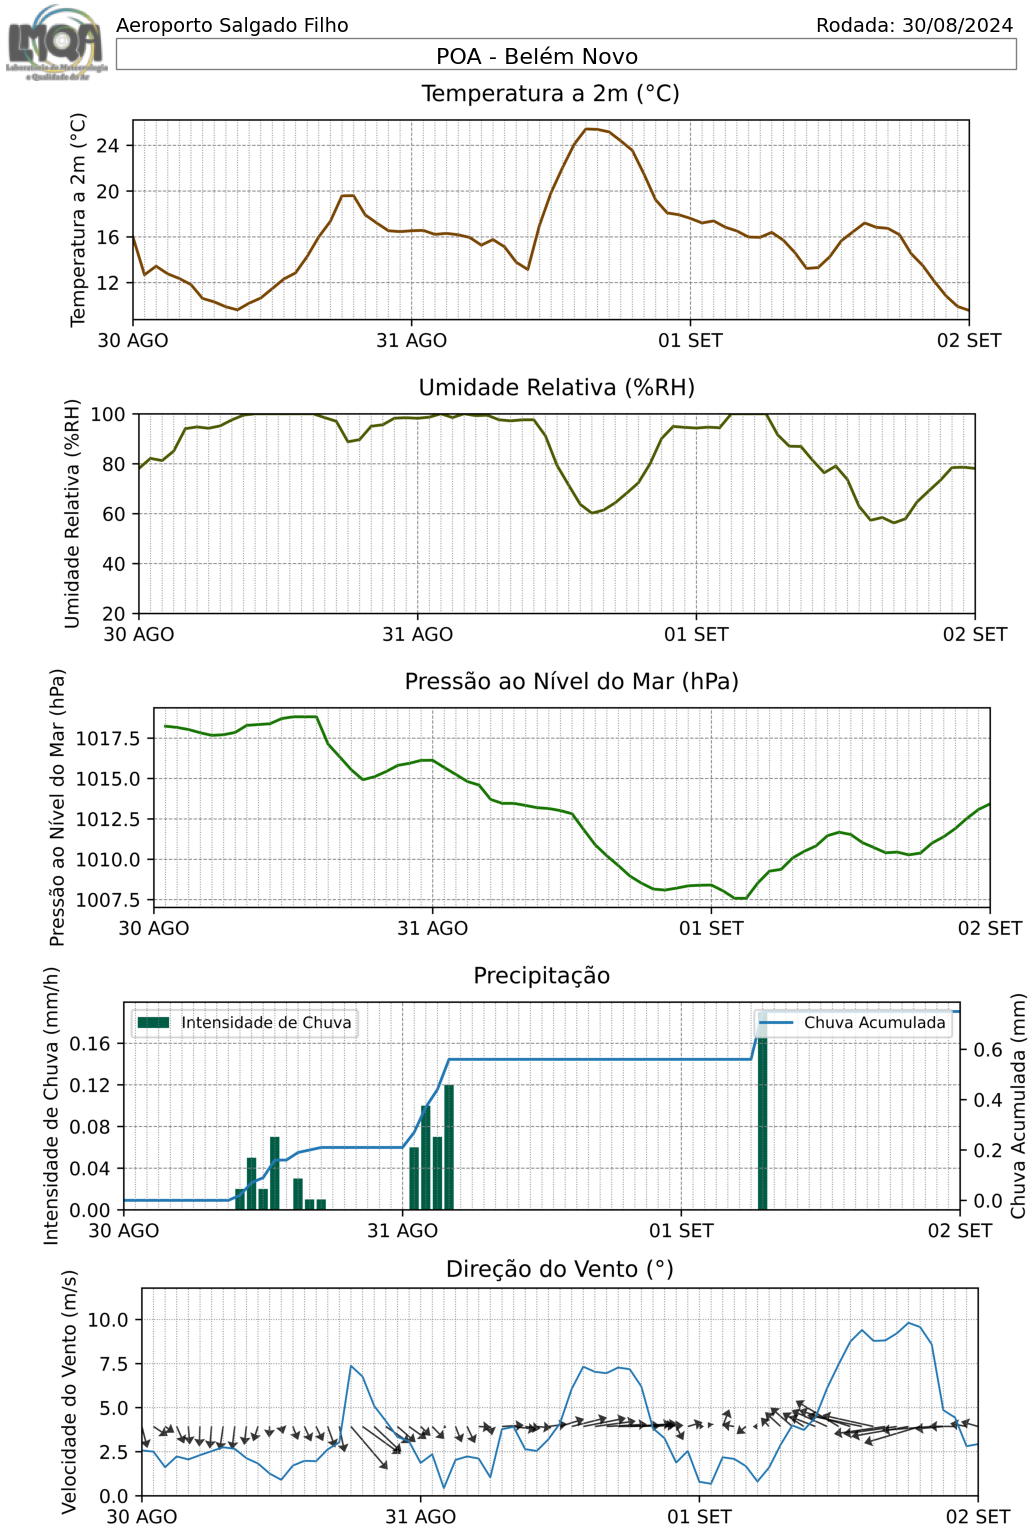 LMQA
Laboratório de Meteorologia
e Qualidade do Ar
Aeroporto Salgado Filho
Rodada: 30/08/2024
POA - Belém Novo
Temperatura a 2m (°C)
Temperatura a 2m (°C)
24
20
16
12
30 AGO 31 AGO 01 SET 02 SET
Umidade Relativa (%RH)
Umidade Relativa (%RH)
100
80
60
40
20
30 AGO 31 AGO 01 SET 02 SET
Pressão ao Nível do Mar (hPa)
Pressão ao Nível do Mar (hPa)
1017.5
1015.0
1012.5
1010.0
1007.5
30 AGO 31 AGO 01 SET 02 SET
Precipitação
Intensidade de Chuva (mm/h)
Intensidade de Chuva
Chuva Acumulada
0.16
0.12
0.08
0.04
0.00
0.6
0.4
0.2
0.0
Chuva Acumulada (mm)
30 AGO 31 AGO 01 SET 02 SET
Direção do Vento (°)
Velocidade do Vento (m/s)
10.0
7.5
5.0
2.5
0.0
30 AGO 31 AGO 01 SET 02 SET